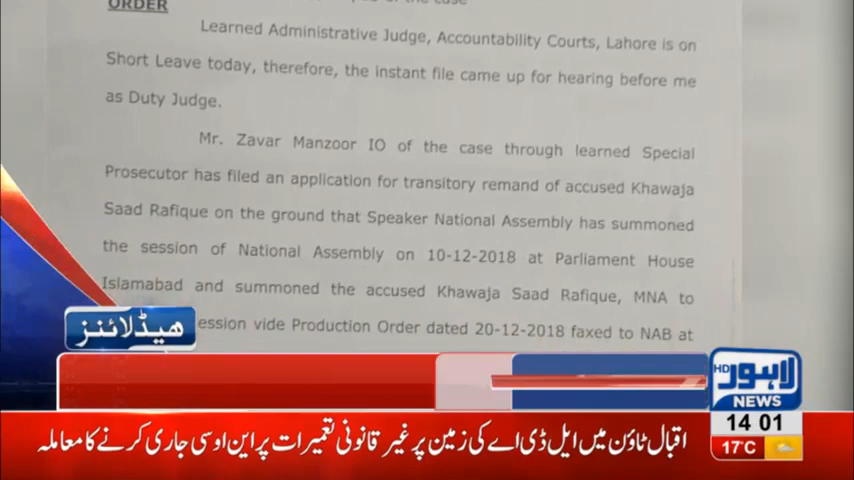 ORDER
Learned Administrative Judge, Accountability Courts, Lahore is on
Short Leave today, therefore, the instant file came up for hearing before me
as Duty Judge.
Mr. Zavar Manzoor IO of the case through learned Special
Prosecutor has filed an application for transitory remand of accused Khawaja
Saad Rafique on the ground that Speaker National Assembly has summoned
the session of National Assembly on 10-12-2018 at Parliament House
Islamabad and summoned the accused Khawaja Saad Rafique, MNA to
ession vide Production Order dated 20-12-2018 faxed to NAB at
ہیڈلائنز
لاہور HD
NEWS
14 01
17°C
اقبال ٹاؤن میں ایل ڈی اے کی زمین پر غیر قانونی تعمیرات پر این او سی جاری کرنے کا معاملہ